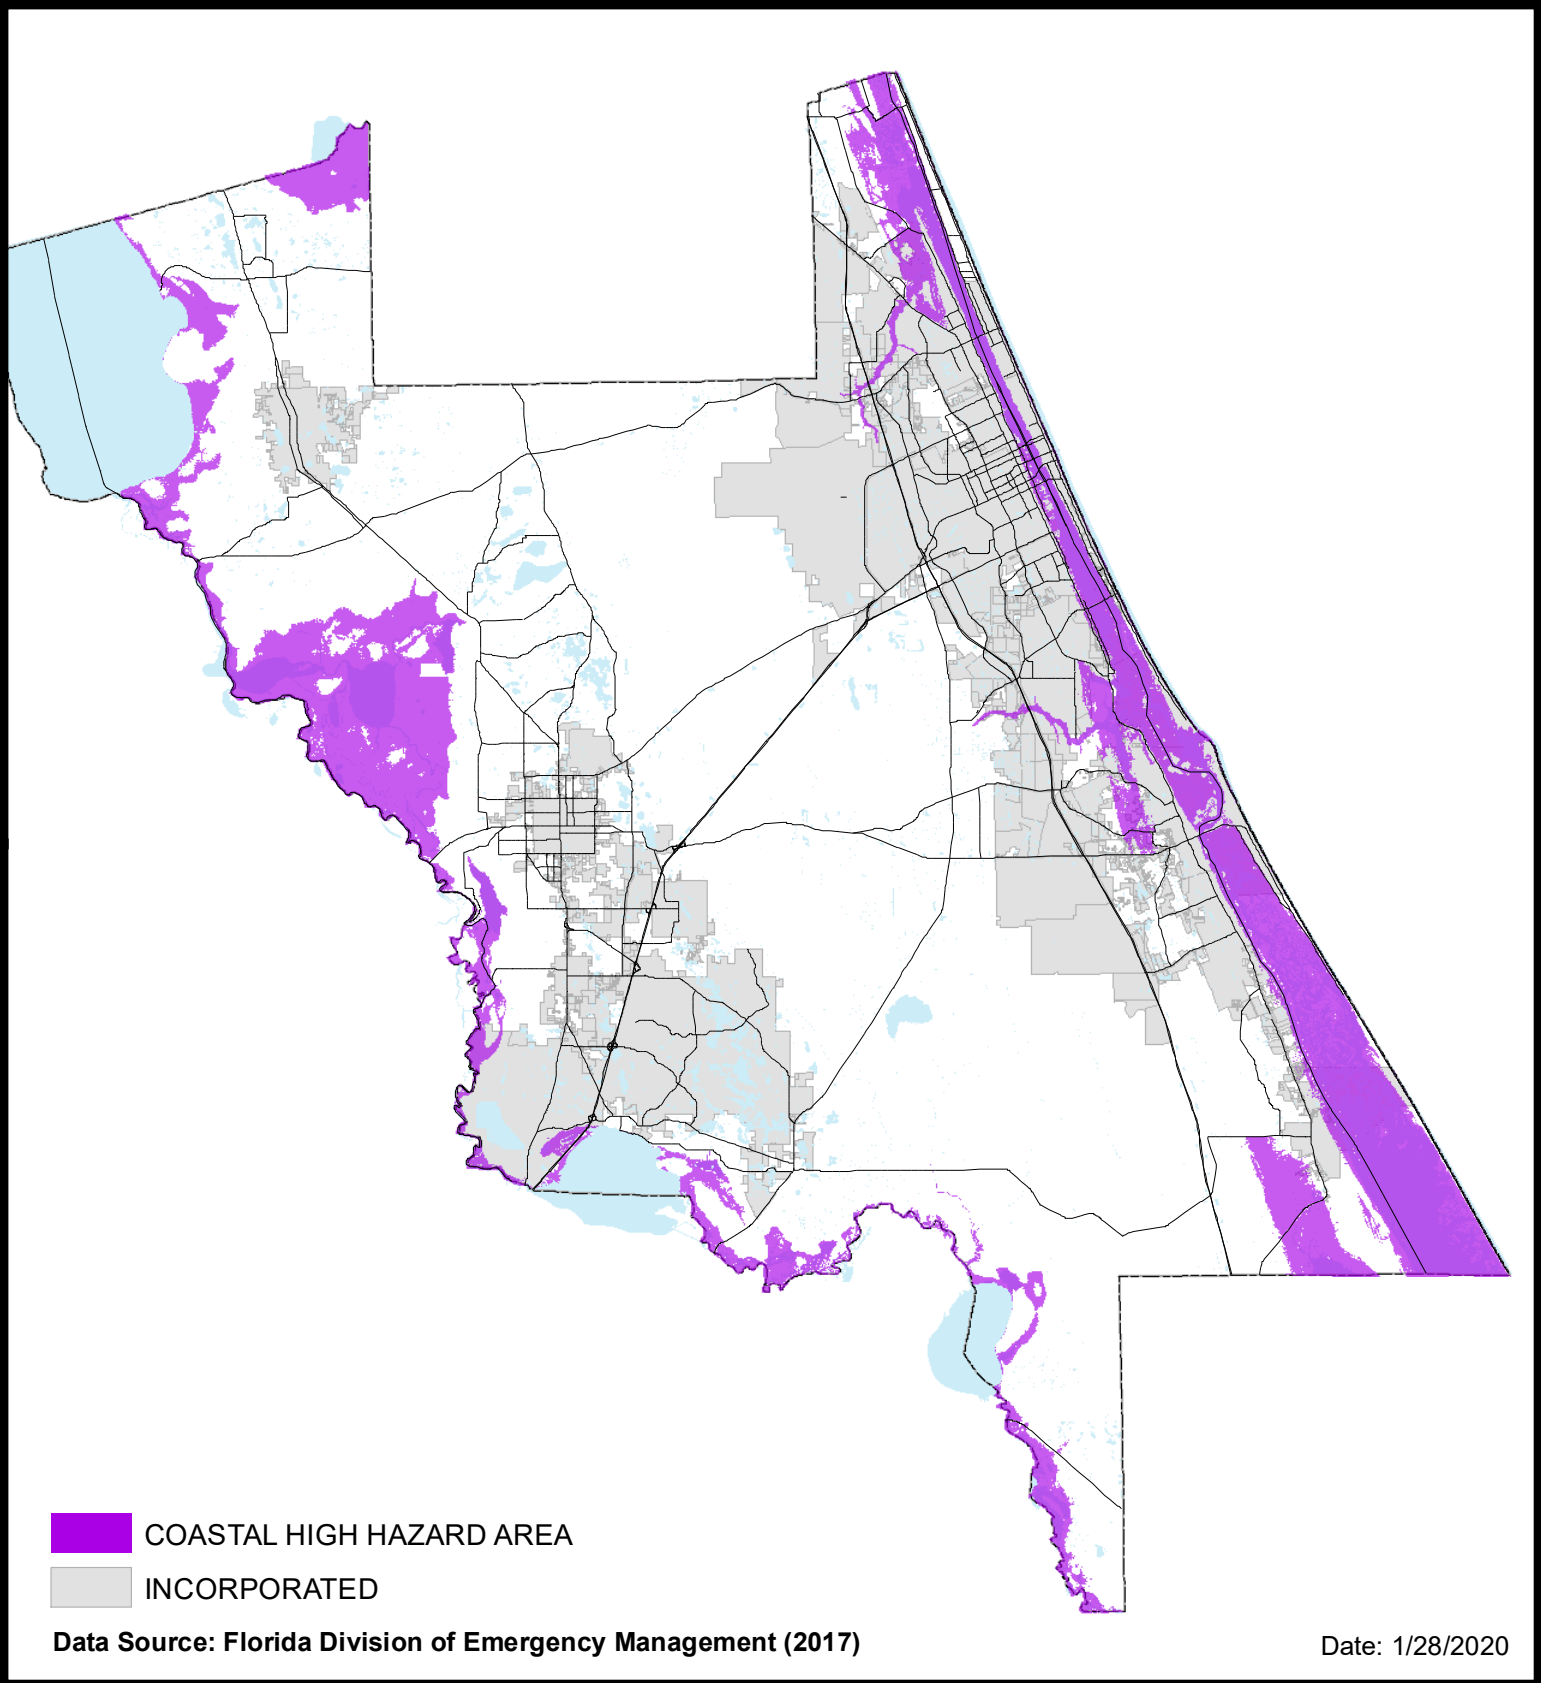 COASTAL HIGH HAZARD AREA
INCORPORATED
Data Source: Florida Division of Emergency Management (2017)
Date: 1/28/2020